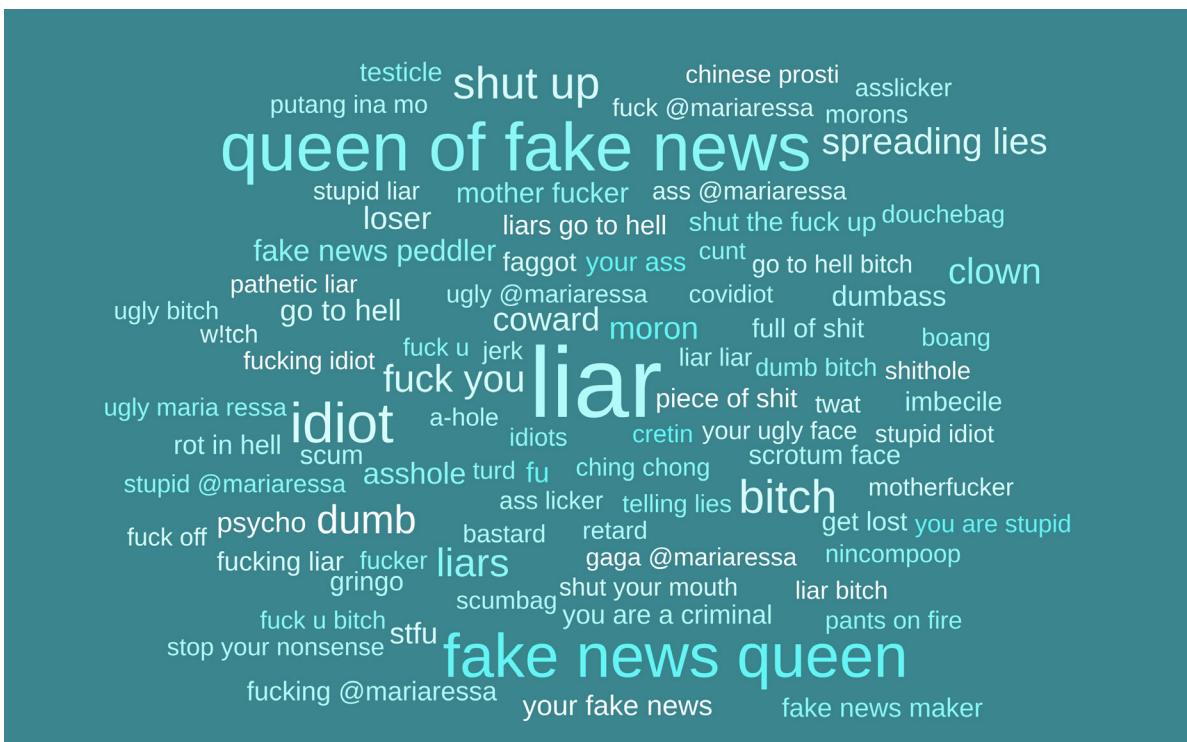 testicle
shut up
chinese prosti
asslicker
putang ina mo
fuck @mariaressa
morons
queen of fake news
spreading lies
stupid liar
mother fucker
ass @mariaressa
loser
liars go to hell
shut the fuck up
douchebag
fake news peddler
faggot
your ass
cunt
go to hell bitch
clown
pathetic liar
ugly @mariaressa
covidiot
dumbass
ugly bitch
go to hell
w!tch
coward
moron
full of shit
boang
fucking idiot
fuck u
jerk
liar
liar liar
dumb bitch
shithole
fuck you
piece of shit
twat
imbecile
ugly maria ressa
idiot
a-hole
idiots
cretin
your ugly face
stupid idiot
rot in hell
scum
scrotum face
stupid @mariaressa
asshole
turd
fu
ching chong
ass licker
telling lies
bitch
motherfucker
fuck off
psycho
dumb
bastard
retard
get lost
you are stupid
fucking liar
fucker
liars
gaga @mariaressa
nincompoop
gringo
shut your mouth
liar bitch
scumbag
you are a criminal
fuck u bitch
pants on fire
stop your nonsense
stfu
fake news queen
fucking @mariaressa
your fake news
fake news maker